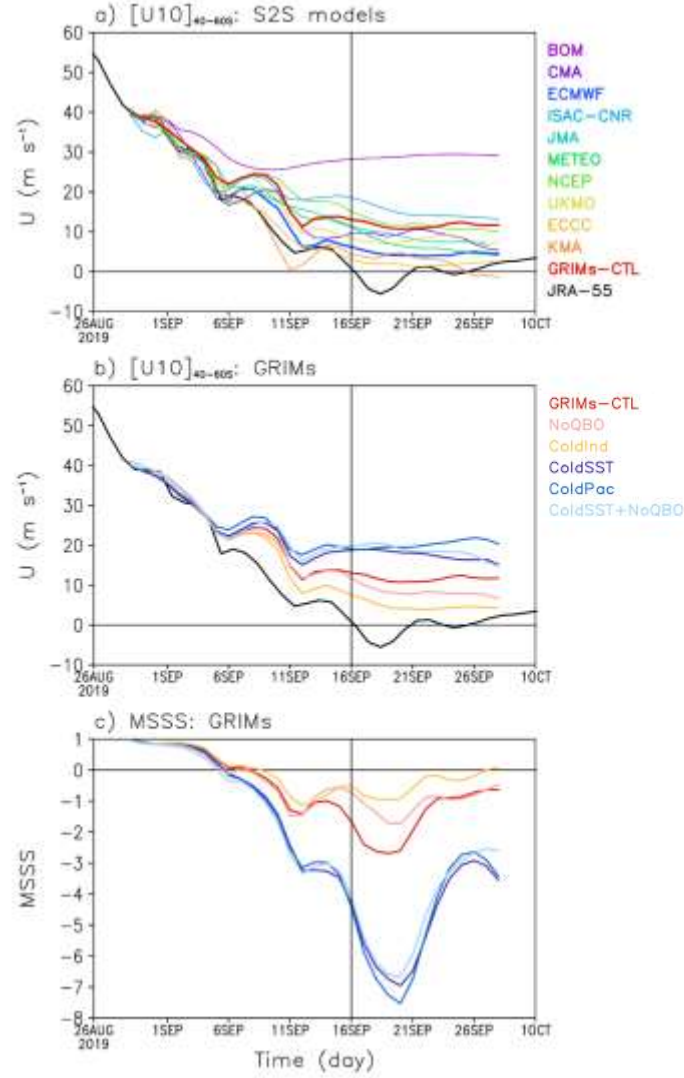 a) [U10]40-60S: S2S models
60
50
40
30
20
10
0
-10
U (m s⁻¹)
26AUG
2019
1SEP
6SEP
11SEP
16SEP
21SEP
26SEP
1OCT
BOM
CMA
ECMWF
ISAC-CNR
JMA
METEO
NCEP
UKMO
ECCC
KMA
GRIMs-CTL
JRA-55
b) [U10]40-60S: GRIMs
60
50
40
30
20
10
0
-10
U (m s⁻¹)
26AUG
2019
1SEP
6SEP
11SEP
16SEP
21SEP
26SEP
1OCT
GRIMs-CTL
NoQBO
ColdInd
ColdSST
ColdPac
ColdSST+NoQBO
c) MSSS: GRIMs
1
0
-1
-2
-3
-4
-5
-6
-7
-8
MSSS
26AUG
2019
1SEP
6SEP
11SEP
16SEP
21SEP
26SEP
1OCT
Time (day)